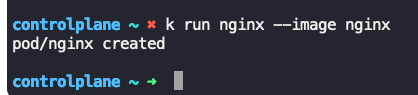 controlplane ~ ✖ k run nginx --image nginx
pod/nginx created
controlplane ~ ➜